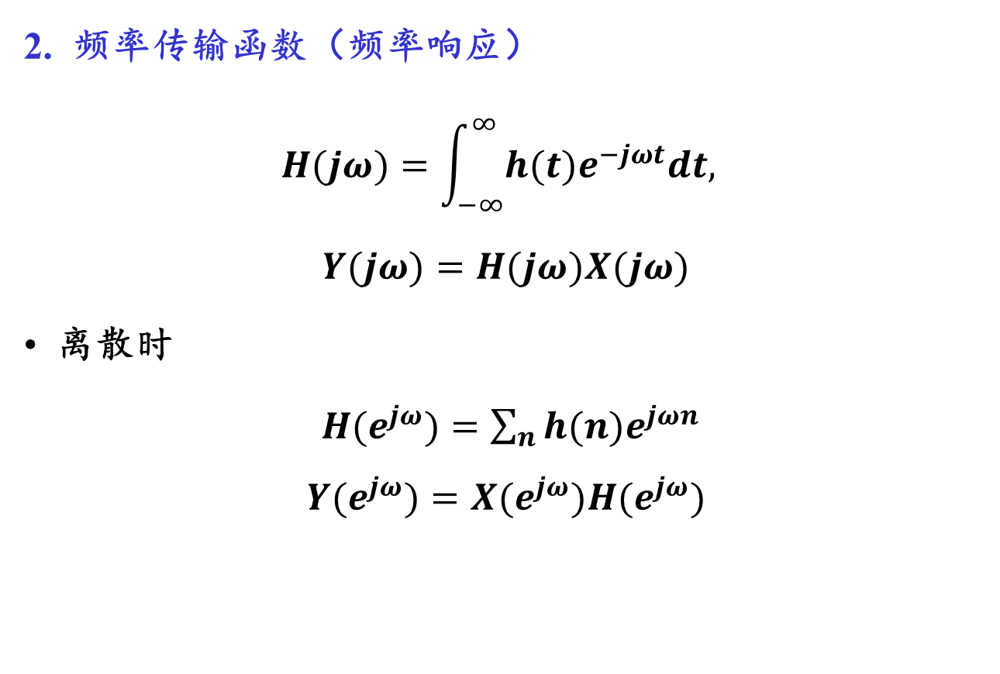 2. 频率传输函数（频率响应）
H(jω) = ∫_{−∞}^{∞} h(t)e^{−jωt}dt,
Y(jω) = H(jω)X(jω)
• 离散时
H(e^{jω}) = ∑_n h(n)e^{jωn}
Y(e^{jω}) = X(e^{jω})H(e^{jω})